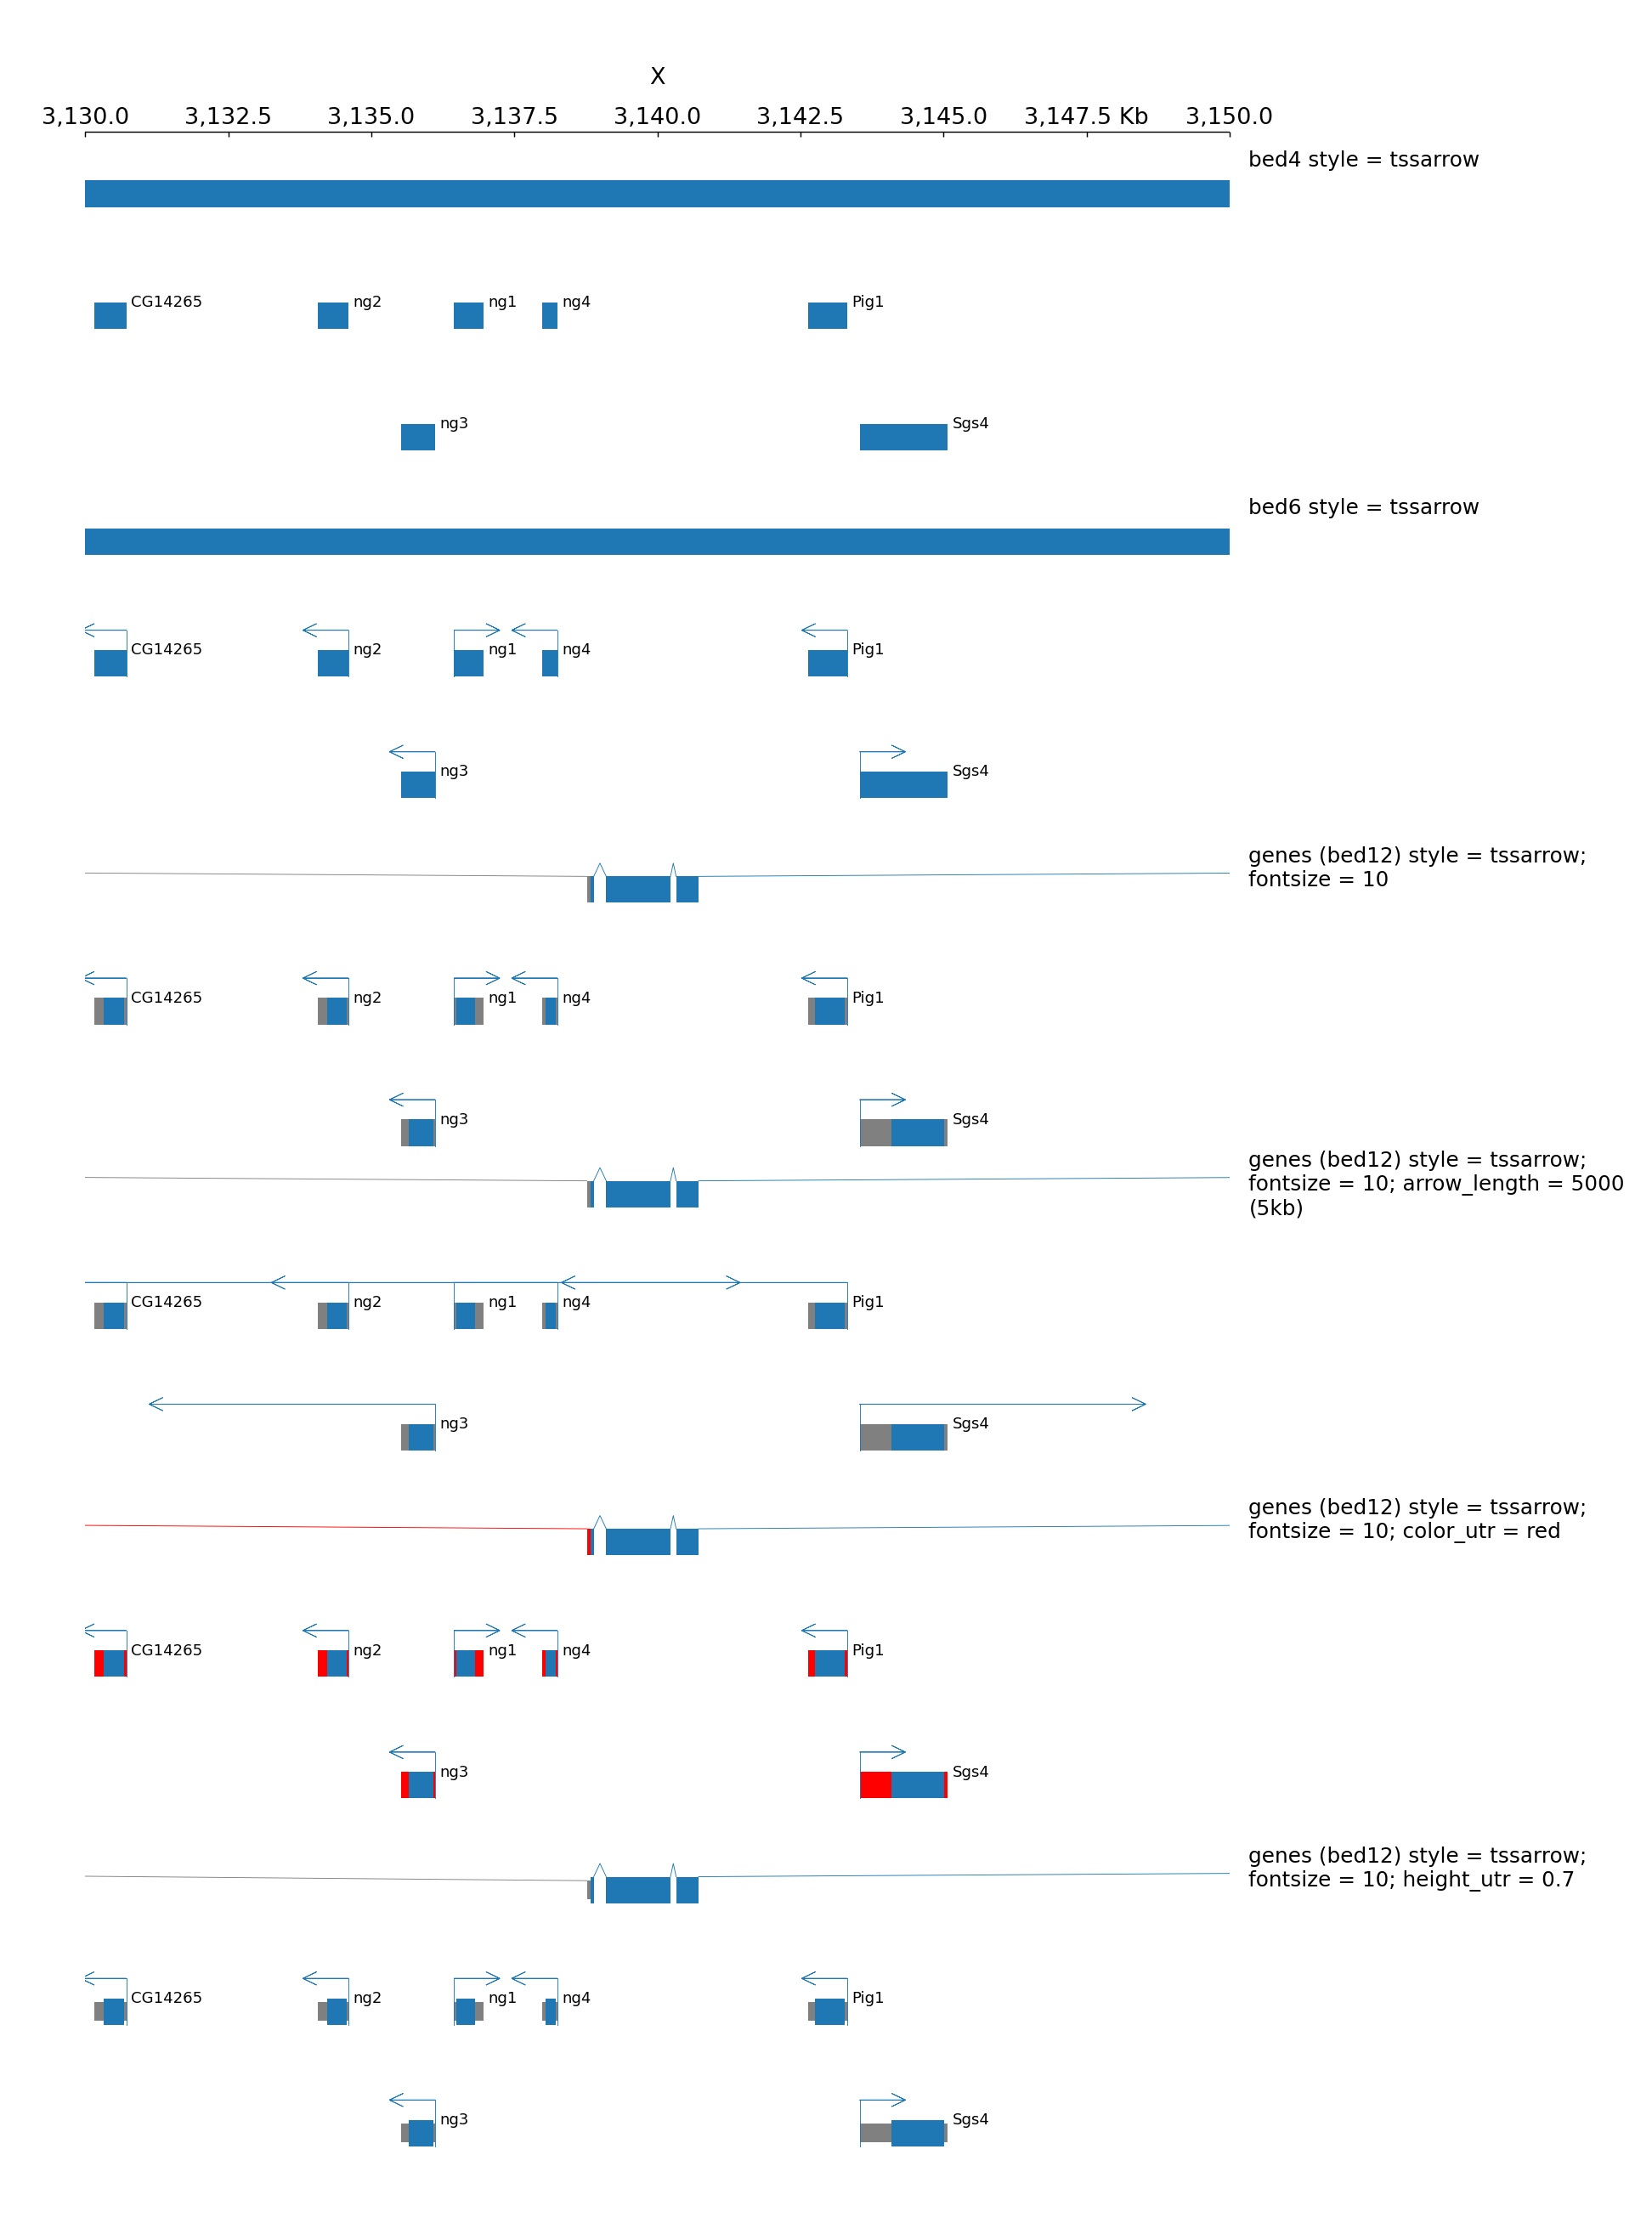 X
3,130.0 3,132.5 3,135.0 3,137.5 3,140.0 3,142.5 3,145.0 3,147.5 Kb 3,150.0
bed4 style = tssarrow
CG14265 ng2 ng1 ng4 Pig1
ng3 Sgs4
bed6 style = tssarrow
CG14265 ng2 ng1 ng4 Pig1
ng3 Sgs4
genes (bed12) style = tssarrow;
fontsize = 10
CG14265 ng2 ng1 ng4 Pig1
ng3 Sgs4
genes (bed12) style = tssarrow;
fontsize = 10; arrow_length = 5000
(5kb)
CG14265 ng2 ng1 ng4 Pig1
ng3 Sgs4
genes (bed12) style = tssarrow;
fontsize = 10; color_utr = red
CG14265 ng2 ng1 ng4 Pig1
ng3 Sgs4
genes (bed12) style = tssarrow;
fontsize = 10; height_utr = 0.7
CG14265 ng2 ng1 ng4 Pig1
ng3 Sgs4